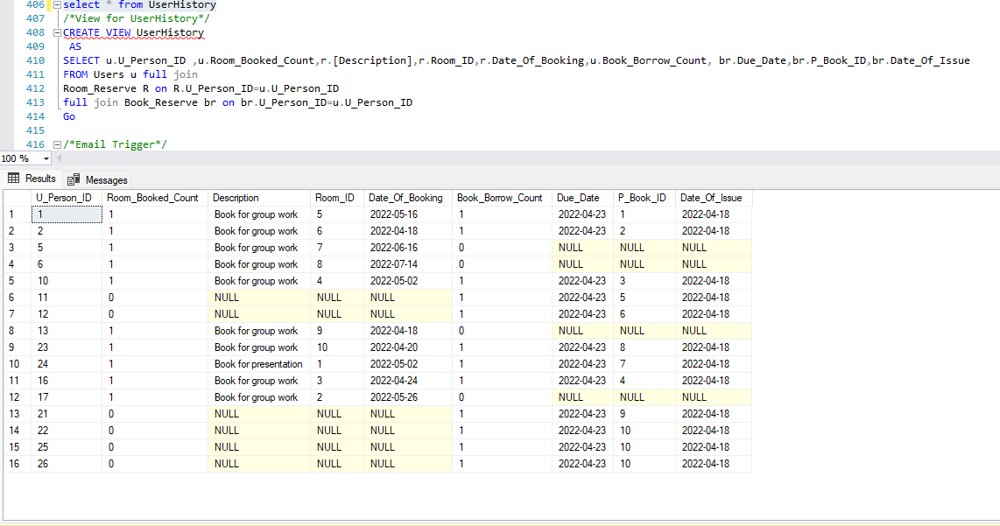 406 select * from UserHistory
407 /*View for UserHistory*/
408 CREATE VIEW UserHistory
409 AS
410 SELECT u.U_Person_ID ,u.Room_Booked_Count,r.[Description],r.Room_ID,r.Date_Of_Booking,u.Book_Borrow_Count, br.Due_Date,br.P_Book_ID,br.Date_Of_Issue
411 FROM Users u full join
412 Room_Reserve R on R.U_Person_ID=u.U_Person_ID
413 full join Book_Reserve br on br.U_Person_ID=u.U_Person_ID
414 Go
415
416 /*Email Trigger*/
100 %
Results Messages
U_Person_ID Room_Booked_Count Description Room_ID Date_Of_Booking Book_Borrow_Count Due_Date P_Book_ID Date_Of_Issue
1 1 1 Book for group work 5 2022-05-16 1 2022-04-23 1 2022-04-18
2 2 1 Book for group work 6 2022-04-18 1 2022-04-23 2 2022-04-18
3 5 1 Book for group work 7 2022-06-16 0 NULL NULL NULL
4 6 1 Book for group work 8 2022-07-14 0 NULL NULL NULL
5 10 1 Book for group work 4 2022-05-02 1 2022-04-23 3 2022-04-18
6 11 0 NULL NULL NULL 1 2022-04-23 5 2022-04-18
7 12 0 NULL NULL NULL 1 2022-04-23 6 2022-04-18
8 13 1 Book for group work 9 2022-04-18 0 NULL NULL NULL
9 23 1 Book for group work 10 2022-04-20 1 2022-04-23 8 2022-04-18
10 24 1 Book for presentation 1 2022-05-02 1 2022-04-23 7 2022-04-18
11 16 1 Book for group work 3 2022-04-24 1 2022-04-23 4 2022-04-18
12 17 1 Book for group work 2 2022-05-26 0 NULL NULL NULL
13 21 0 NULL NULL NULL 1 2022-04-23 9 2022-04-18
14 22 0 NULL NULL NULL 1 2022-04-23 10 2022-04-18
15 25 0 NULL NULL NULL 1 2022-04-23 10 2022-04-18
16 26 0 NULL NULL NULL 1 2022-04-23 10 2022-04-18